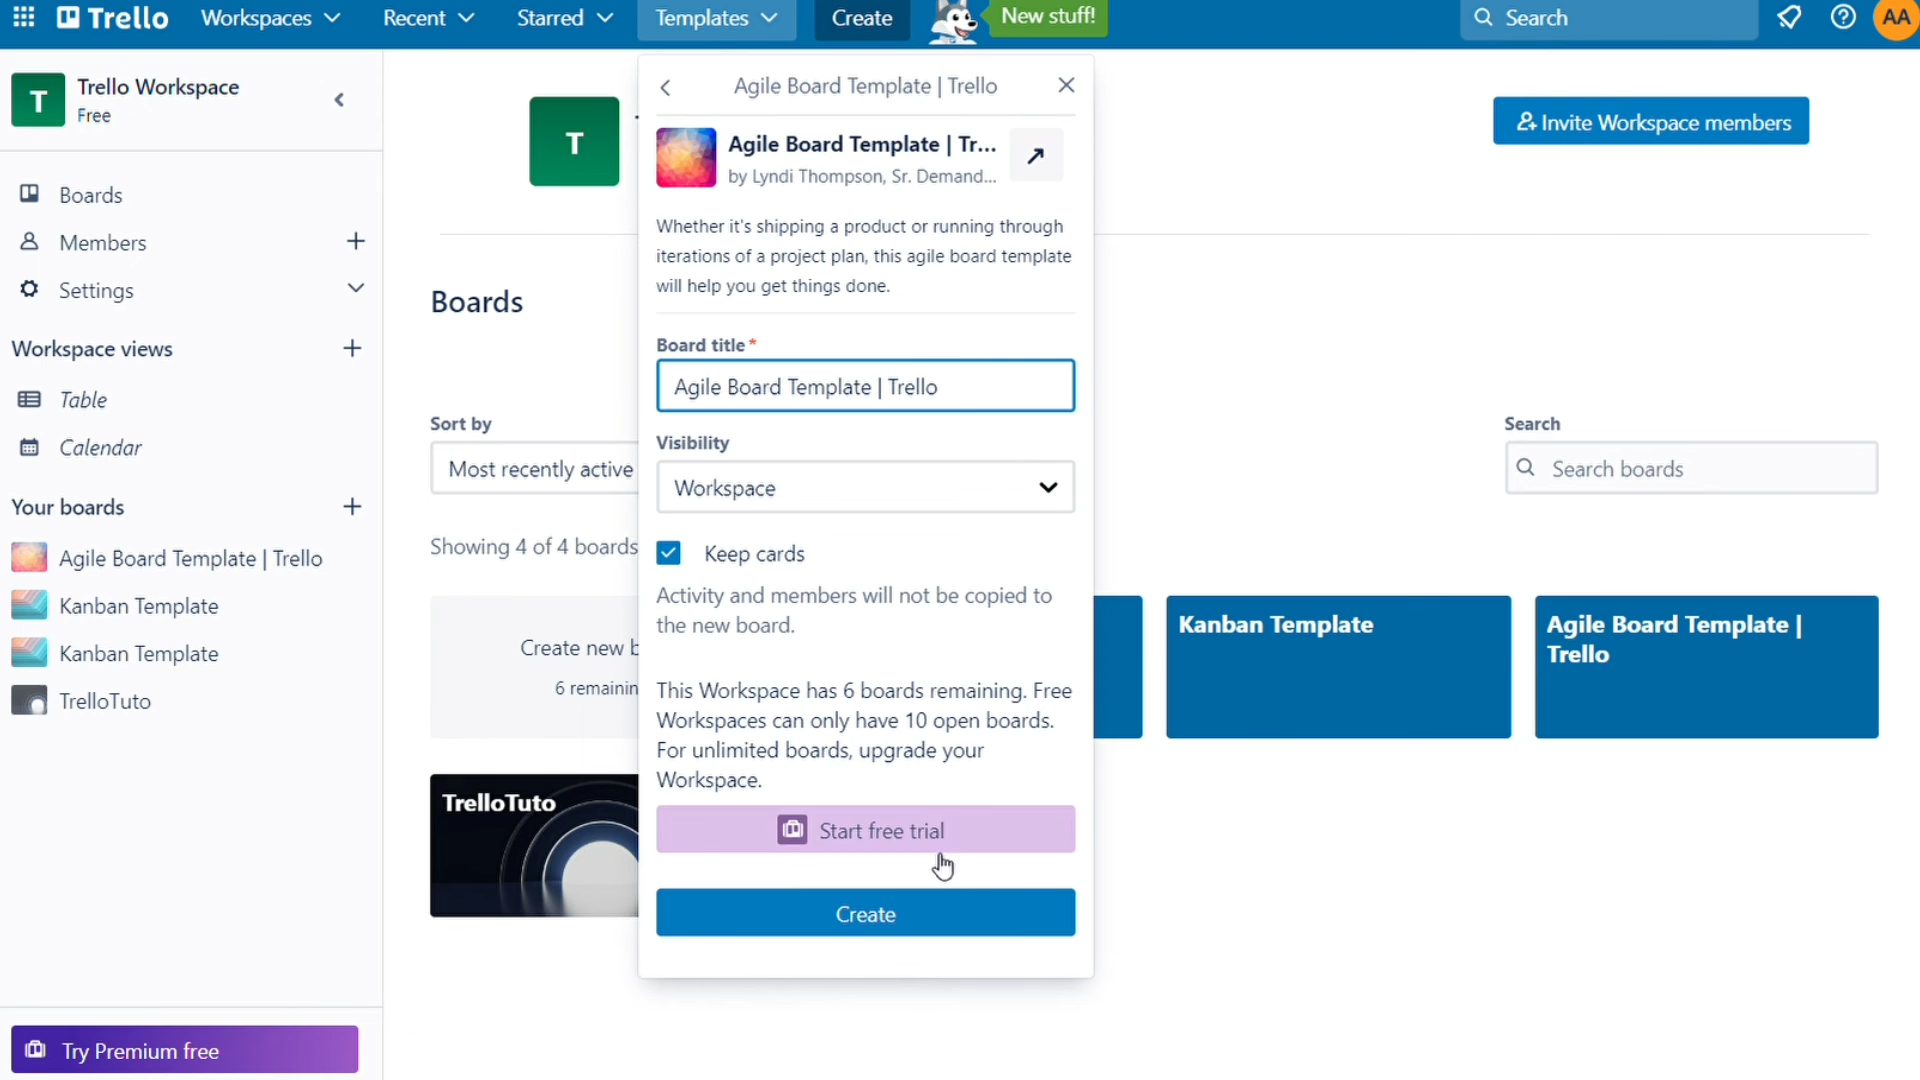 Trello Workspaces Recent Starred Templates Create New stuff! Search AA
T Trello Workspace
Free
Boards
Members
Settings
Workspace views
Table
Calendar
Your boards
Agile Board Template | Trello
Kanban Template
Kanban Template
TrelloTuto
Try Premium free
T
Invite Workspace members
Boards
Sort by
Most recently active
Search
Search boards
Showing 4 of 4 boards
Create new b
6 remainin
Kanban Template
Agile Board Template |
Trello
TrelloTuto
Agile Board Template | Trello
Agile Board Template | Tr...
by Lyndi Thompson, Sr. Demand...
Whether it's shipping a product or running through
iterations of a project plan, this agile board template
will help you get things done.
Board title*
Agile Board Template | Trello
Visibility
Workspace
Keep cards
Activity and members will not be copied to
the new board.
This Workspace has 6 boards remaining. Free
Workspaces can only have 10 open boards.
For unlimited boards, upgrade your
Workspace.
Start free trial
Create